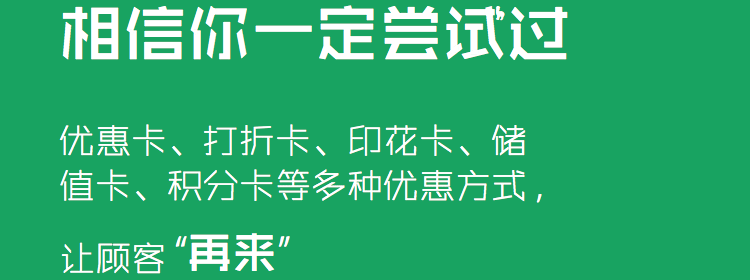 相信你一定尝试过”
优惠卡、打折卡、印花卡、储
值卡、积分卡等多种优惠方式，
让顾客“再来”